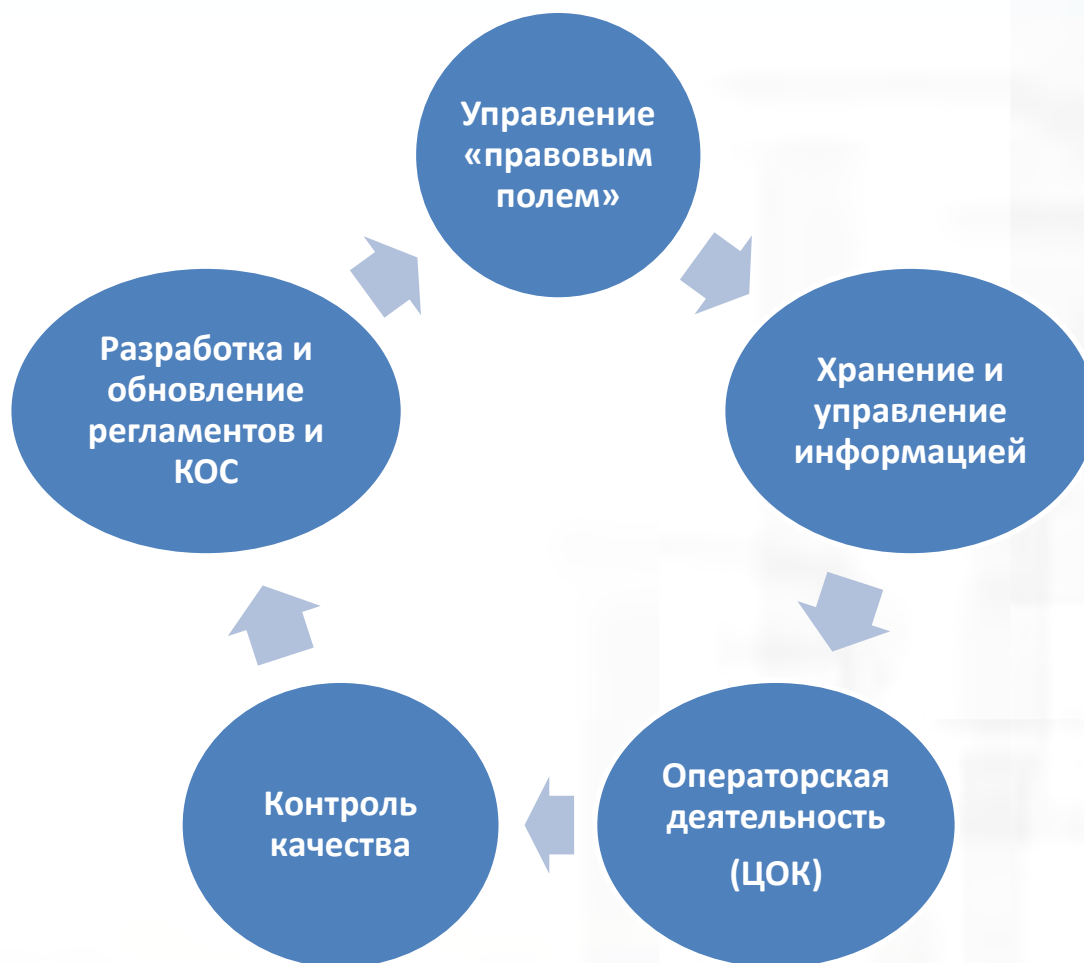 Управление
«правовым
полем»
Хранение и
управление
информацией
Операторская
деятельность
(ЦОК)
Контроль
качества
Разработка и
обновление
регламентов и
КОС